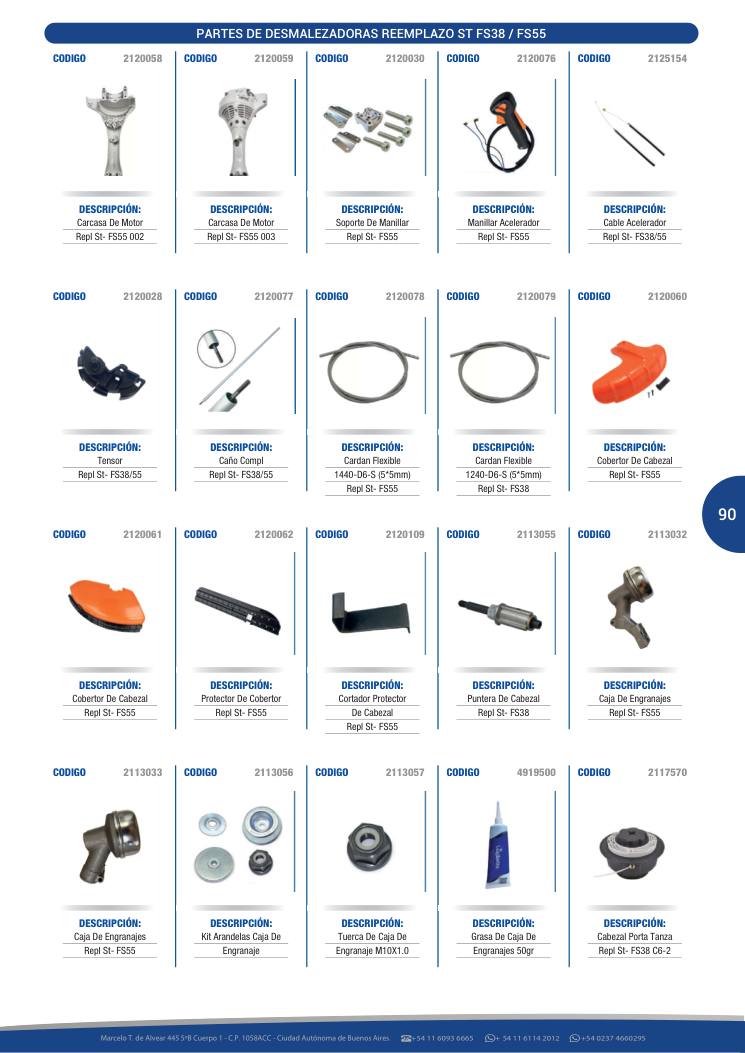 PARTES DE DESMALEZADORAS REEMPLAZO ST FS38 / FS55
CODIGO 2120058
DESCRIPCIÓN:
Carcasa De Motor
Repl St- FS55 002
CODIGO 2120059
DESCRIPCIÓN:
Carcasa De Motor
Repl St- FS55 003
CODIGO 2120030
DESCRIPCIÓN:
Soporte De Manillar
Repl St- FS55
CODIGO 2120076
DESCRIPCIÓN:
Manillar Acelerador
Repl St- FS55
CODIGO 2125154
DESCRIPCIÓN:
Cable Acelerador
Repl St- FS38/55
CODIGO 2120028
DESCRIPCIÓN:
Tensor
Repl St- FS38/55
CODIGO 2120077
DESCRIPCIÓN:
Caño Compl
Repl St- FS38/55
CODIGO 2120078
DESCRIPCIÓN:
Cardan Flexible
1440-D6-S (5*5mm)
Repl St- FS55
CODIGO 2120079
DESCRIPCIÓN:
Cardan Flexible
1240-D6-S (5*5mm)
Repl St- FS38
CODIGO 2120060
DESCRIPCIÓN:
Cobertor De Cabezal
Repl St- FS55
90
CODIGO 2120061
DESCRIPCIÓN:
Cobertor De Cabezal
Repl St- FS55
CODIGO 2120062
DESCRIPCIÓN:
Protector De Cobertor
Repl St- FS55
CODIGO 2120109
DESCRIPCIÓN:
Cortador Protector
De Cabezal
Repl St- FS55
CODIGO 2113055
DESCRIPCIÓN:
Puntera De Cabezal
Repl St- FS38
CODIGO 2113032
DESCRIPCIÓN:
Caja De Engranajes
Repl St- FS55
CODIGO 2113033
DESCRIPCIÓN:
Caja De Engranajes
Repl St- FS55
CODIGO 2113056
DESCRIPCIÓN:
Kit Arandelas Caja De
Engranaje
CODIGO 2113057
DESCRIPCIÓN:
Tuerca De Caja De
Engranaje M10X1.0
CODIGO 4919500
DESCRIPCIÓN:
Grasa De Caja De
Engranajes 50gr
CODIGO 2117570
DESCRIPCIÓN:
Cabezal Porta Tanza
Repl St- FS38 C6-2
Marcelo T. de Alvear 445 5ºB Cuerpo 1 - C.P. 1058ACC - Ciudad Autónoma de Buenos Aires. +54 11 6093 6665 + 54 11 6114 2012 +54 0237 4660295